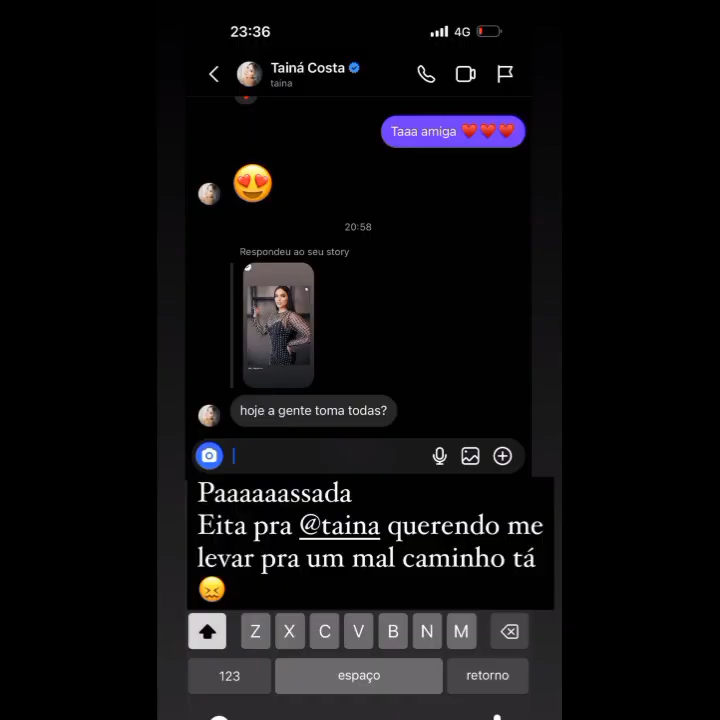 23:36
4G
Tainá Costa
taina
Taaa amiga ❤️❤️❤️
😍
20:58
Respondeu ao seu story
hoje a gente toma todas?
Paaaaaassada
Eita pra @taina querendo me
levar pra um mal caminho tá
😖
Z X C V B N M
123 espaço retorno